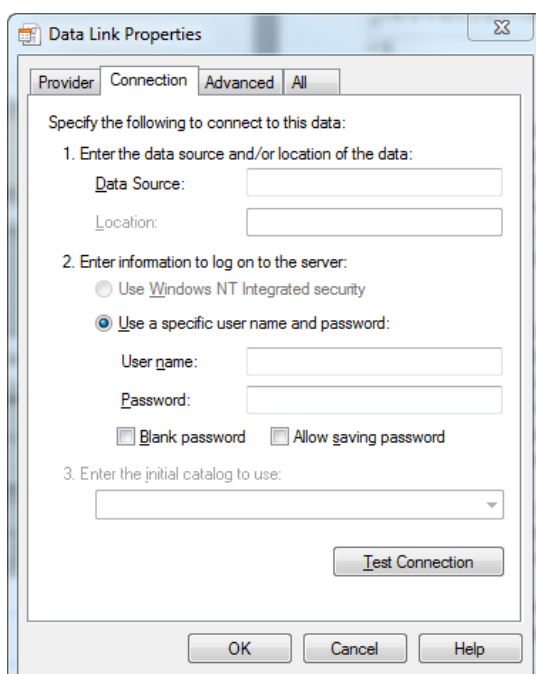 Data Link Properties
Provider Connection Advanced All
Specify the following to connect to this data:
1. Enter the data source and/or location of the data:
Data Source:
Location:
2. Enter information to log on to the server:
Use Windows NT Integrated security
Use a specific user name and password:
User name:
Password:
Blank password Allow saving password
3. Enter the initial catalog to use:
Test Connection
OK Cancel Help